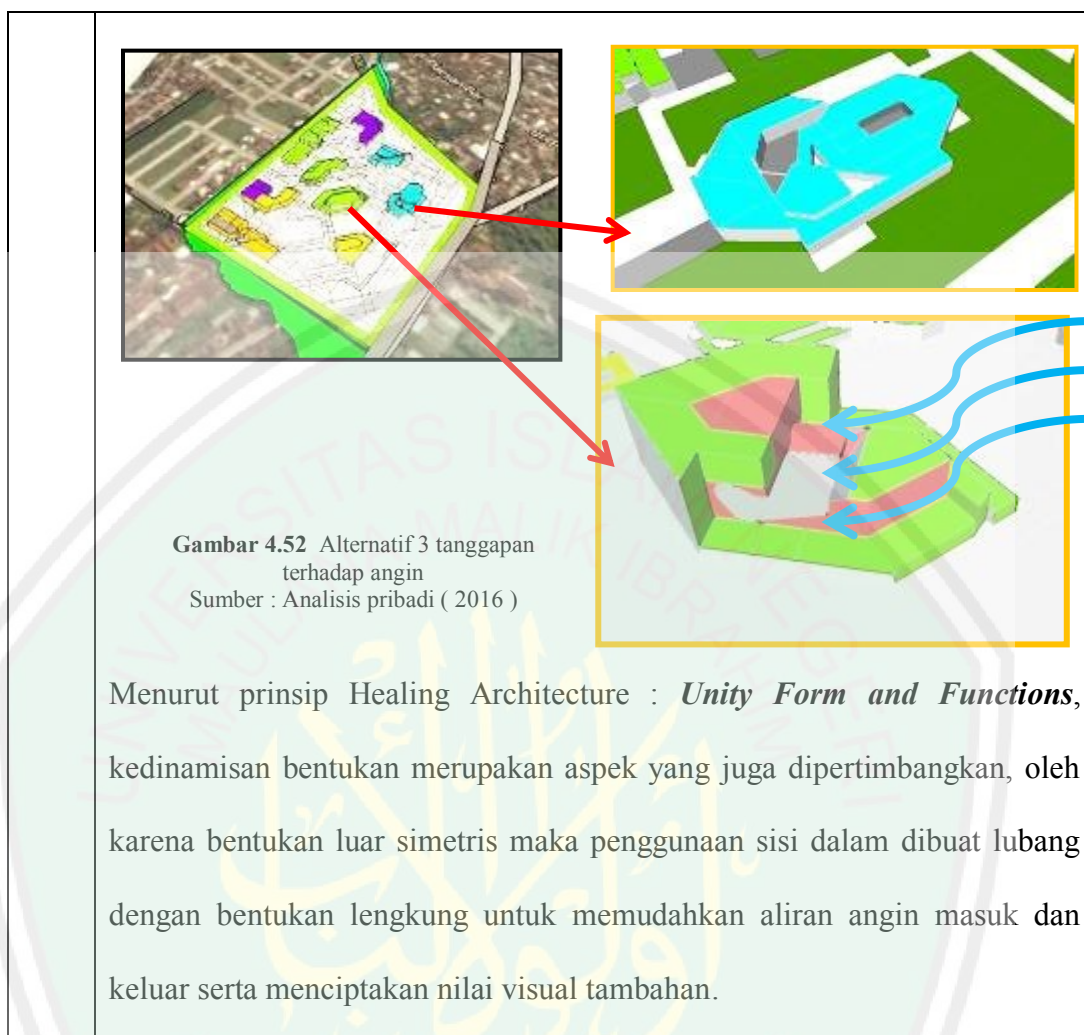 Gambar 4.52 Alternatif 3 tanggapan
terhadap angin
Sumber : Analisis pribadi ( 2016 )
Menurut prinsip Healing Architecture : Unity Form and Functions,
kedinamisan bentukan merupakan aspek yang juga dipertimbangkan, oleh
karena bentukan luar simetris maka penggunaan sisi dalam dibuat lubang
dengan bentukan lengkung untuk memudahkan aliran angin masuk dan
keluar serta menciptakan nilai visual tambahan.